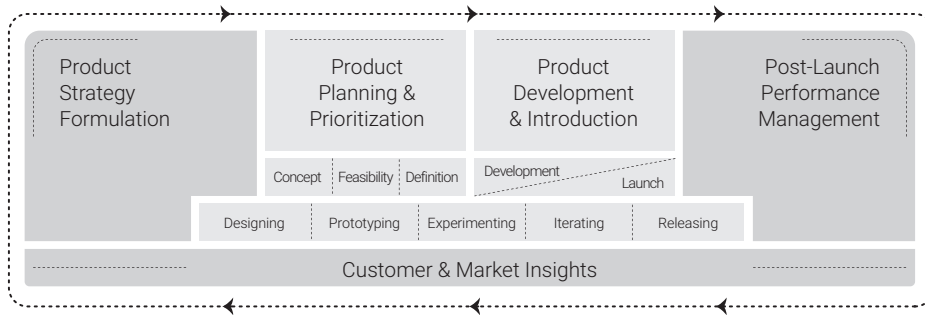 Product
Strategy
Formulation
Product
Planning &
Prioritization
Product
Development
& Introduction
Post-Launch
Performance
Management
Concept
Feasibility
Definition
Development
Launch
Designing
Prototyping
Experimenting
Iterating
Releasing
Customer & Market Insights